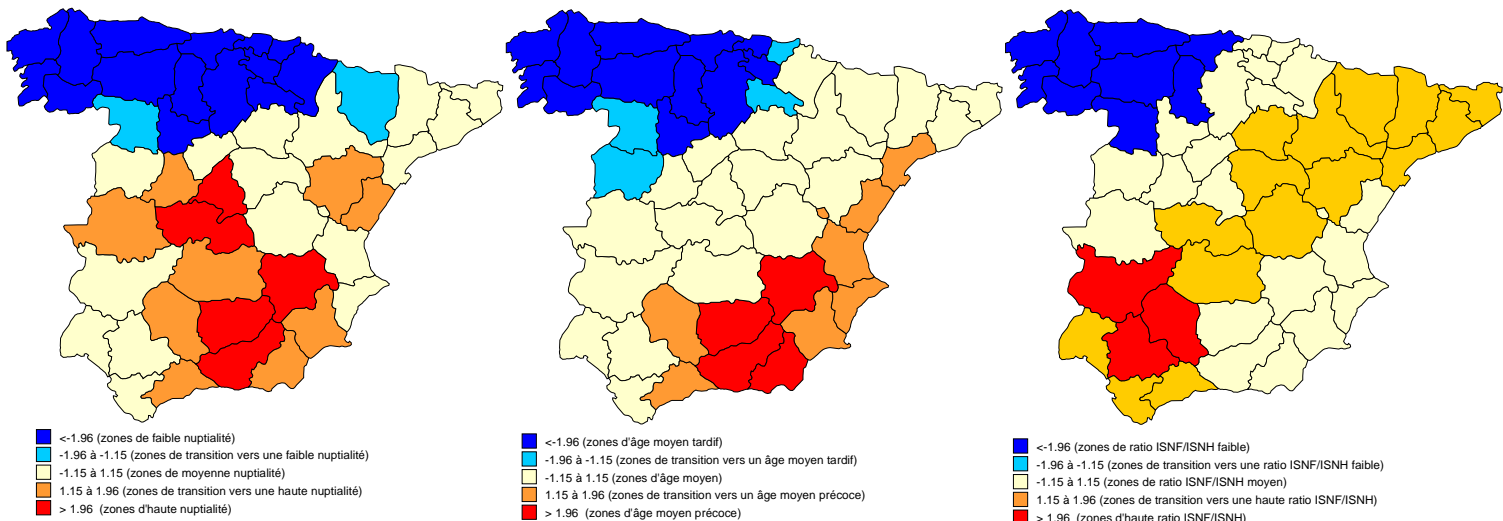 <-1.96 (zones de faible nuptialité)
-1.96 à -1.15 (zones de transition vers une faible nuptialité)
-1.15 à 1.15 (zones de moyenne nuptialité)
1.15 à 1.96 (zones de transition vers une haute nuptialité)
> 1.96 (zones d'haute nuptialité)
<-1.96 (zones d'âge moyen tardif)
-1.96 à -1.15 (zones de transition vers un âge moyen tardif)
-1.15 à 1.15 (zones d'âge moyen)
1.15 à 1.96 (zones de transition vers un âge moyen précoce)
> 1.96 (zones d'âge moyen précoce)
<-1.96 (zones de ratio ISNF/ISNH faible)
-1.96 à -1.15 (zones de transition vers une ratio ISNF/ISNH faible)
-1.15 à 1.15 (zones de ratio ISNF/ISNH moyen)
1.15 à 1.96 (zones de transition vers une haute ratio ISNF/ISNH)
> 1.96 (zones d'haute ratio ISNF/ISNH)